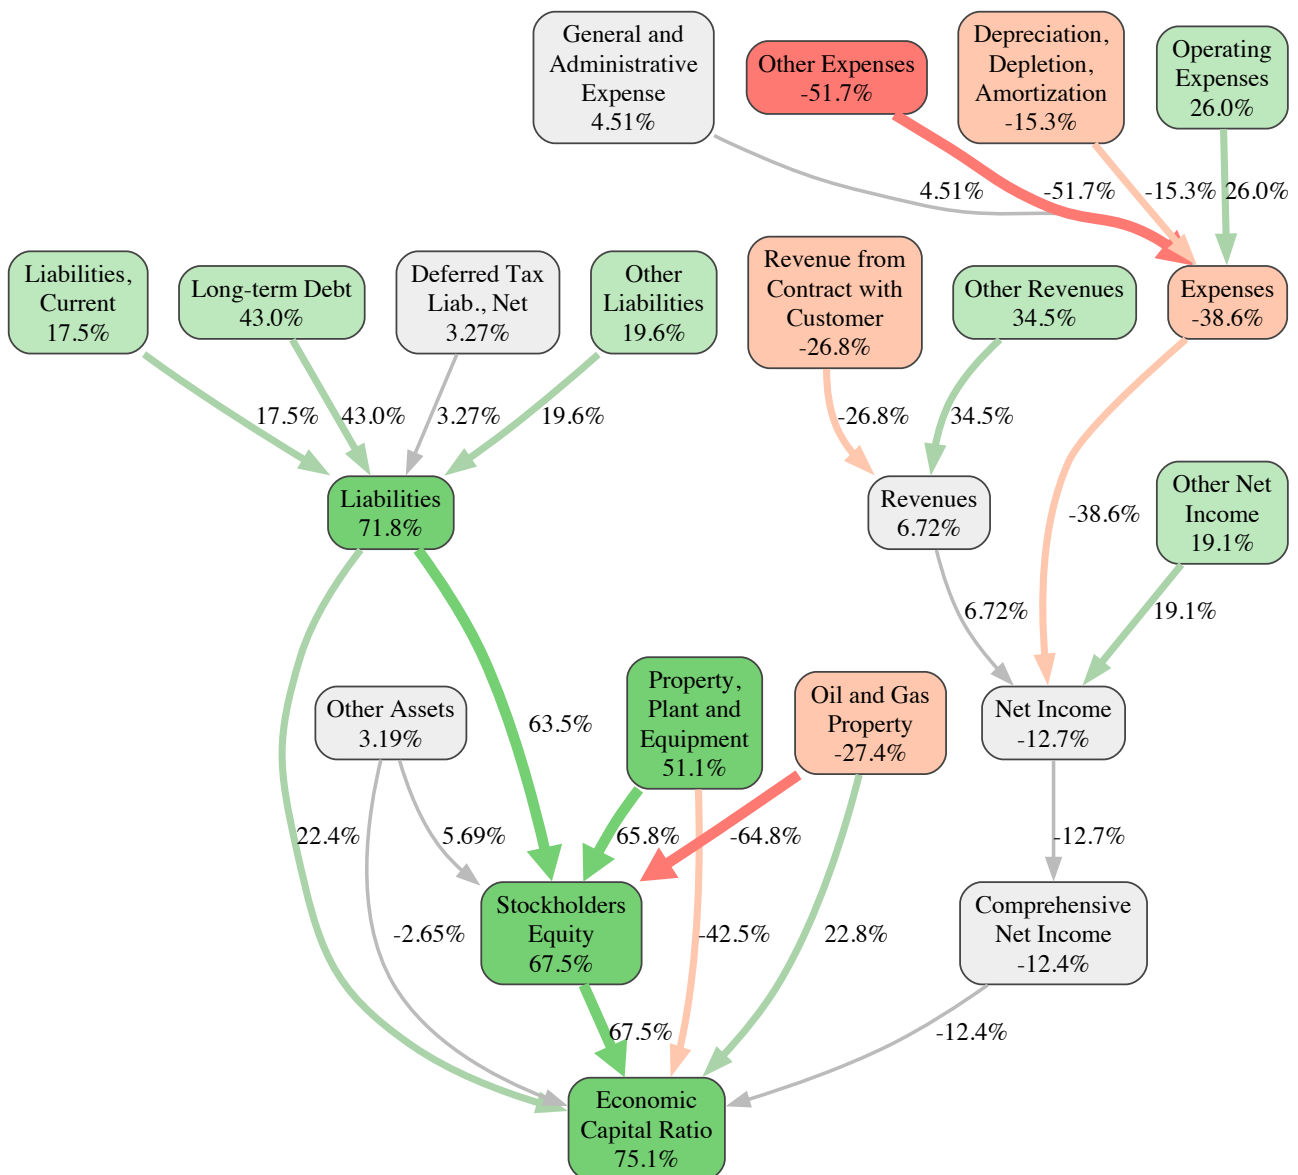 General and
Administrative
Expense
4.51%
Other Expenses
-51.7%
Depreciation,
Depletion,
Amortization
-15.3%
Operating
Expenses
26.0%
4.51%
-51.7%
-15.3%
26.0%
Liabilities,
Current
17.5%
Long-term Debt
43.0%
Deferred Tax
Liab., Net
3.27%
Other
Liabilities
19.6%
Revenue from
Contract with
Customer
-26.8%
Other Revenues
34.5%
Expenses
-38.6%
17.5%
43.0%
3.27%
19.6%
-26.8%
34.5%
Liabilities
71.8%
Revenues
6.72%
-38.6%
Other Net
Income
19.1%
6.72%
19.1%
Other Assets
3.19%
63.5%
Property,
Plant and
Equipment
51.1%
Oil and Gas
Property
-27.4%
Net Income
-12.7%
22.4%
5.69%
65.8%
-64.8%
-12.7%
-2.65%
Stockholders
Equity
67.5%
-42.5%
22.8%
Comprehensive
Net Income
-12.4%
67.5%
-12.4%
Economic
Capital Ratio
75.1%